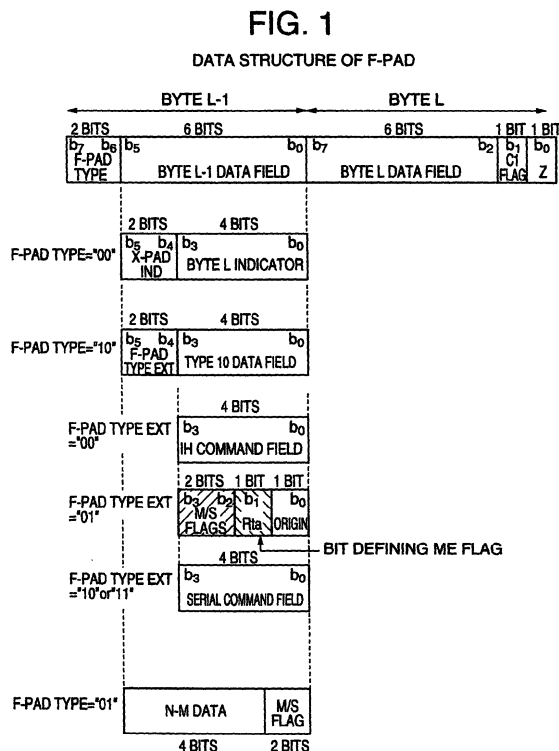 FIG. 1
DATA STRUCTURE OF F-PAD
BYTE L-1 BYTE L
2 BITS 6 BITS 6 BITS 1 BIT 1 BIT
b7 b6 b5 b0 b7 b2 b1 b0
F-PAD TYPE BYTE L-1 DATA FIELD BYTE L DATA FIELD C1 FLAG Z
2 BITS 4 BITS
F-PAD TYPE="00" b5 b4 b3 b0
X-PAD IND BYTE L INDICATOR
2 BITS 4 BITS
F-PAD TYPE="10" b5 b4 b3 b0
F-PAD TYPE EXT TYPE 10 DATA FIELD
4 BITS
F-PAD TYPE EXT ="00" b3 b0
IH COMMAND FIELD
2 BITS 1 BIT 1 BIT
F-PAD TYPE EXT ="01" b3 b2 b1 b0
M/S FLAGS Rta ORIGIN
BIT DEFINING ME FLAG
4 BITS
F-PAD TYPE EXT ="10"or"11" b3 b0
SERIAL COMMAND FIELD
F-PAD TYPE="01" N-M DATA M/S FLAG
4 BITS 2 BITS